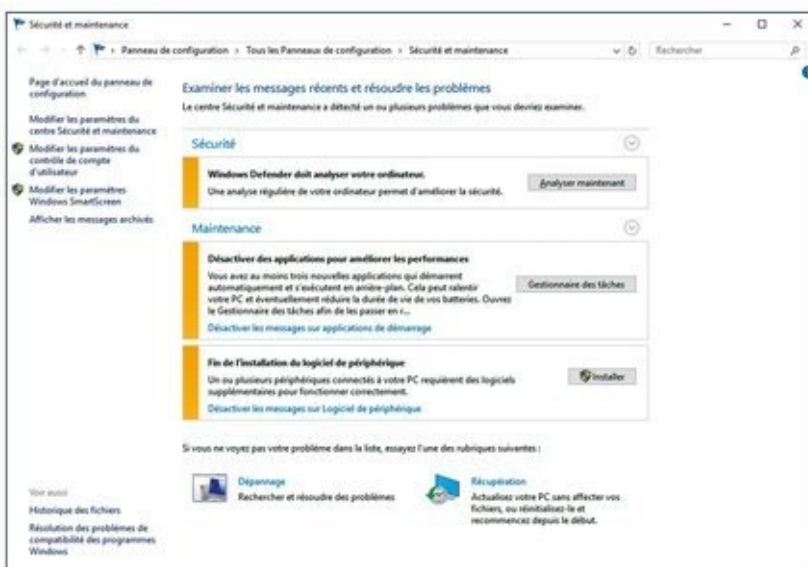 Sécurité et maintenance
Panneau de configuration > Tous les Panneaux de configuration > Sécurité et maintenance
Rechercher
Page d'accueil du panneau de
configuration
Modifier les paramètres du
centre Sécurité et maintenance
Modifier les paramètres du
contrôle de compte
d'utilisateur
Modifier les paramètres
Windows SmartScreen
Afficher les messages archivés
Examiner les messages récents et résoudre les problèmes
Le centre Sécurité et maintenance a détecté un ou plusieurs problèmes que vous devriez examiner.
Sécurité
Windows Defender doit analyser votre ordinateur.
Une analyse régulière de votre ordinateur permet d'améliorer la sécurité.
Analyser maintenant
Maintenance
Désactiver des applications pour améliorer les performances
Vous avez au moins trois nouvelles applications qui démarrent
automatiquement et s'exécutent en arrière-plan. Cela peut ralentir
votre PC et éventuellement réduire la durée de vie de vos batteries. Ouvrez
le Gestionnaire des tâches afin de les passer en r...
Gestionnaire des tâches
Désactiver les messages sur applications de démarrage
Fin de l'installation du logiciel de périphérique
Un ou plusieurs périphériques connectés à votre PC requièrent des logiciels
supplémentaires pour fonctionner correctement.
Installer
Désactiver les messages sur Logiciel de périphérique
Si vous ne voyez pas votre problème dans la liste, essayez l'une des rubriques suivantes :
Dépannage
Rechercher et résoudre des problèmes
Récupération
Actualisez votre PC sans affecter vos
fichiers, ou réinitialisez-le et
recommencez depuis le début.
Voir aussi
Historique des fichiers
Résolution des problèmes de
compatibilité des programmes
Windows